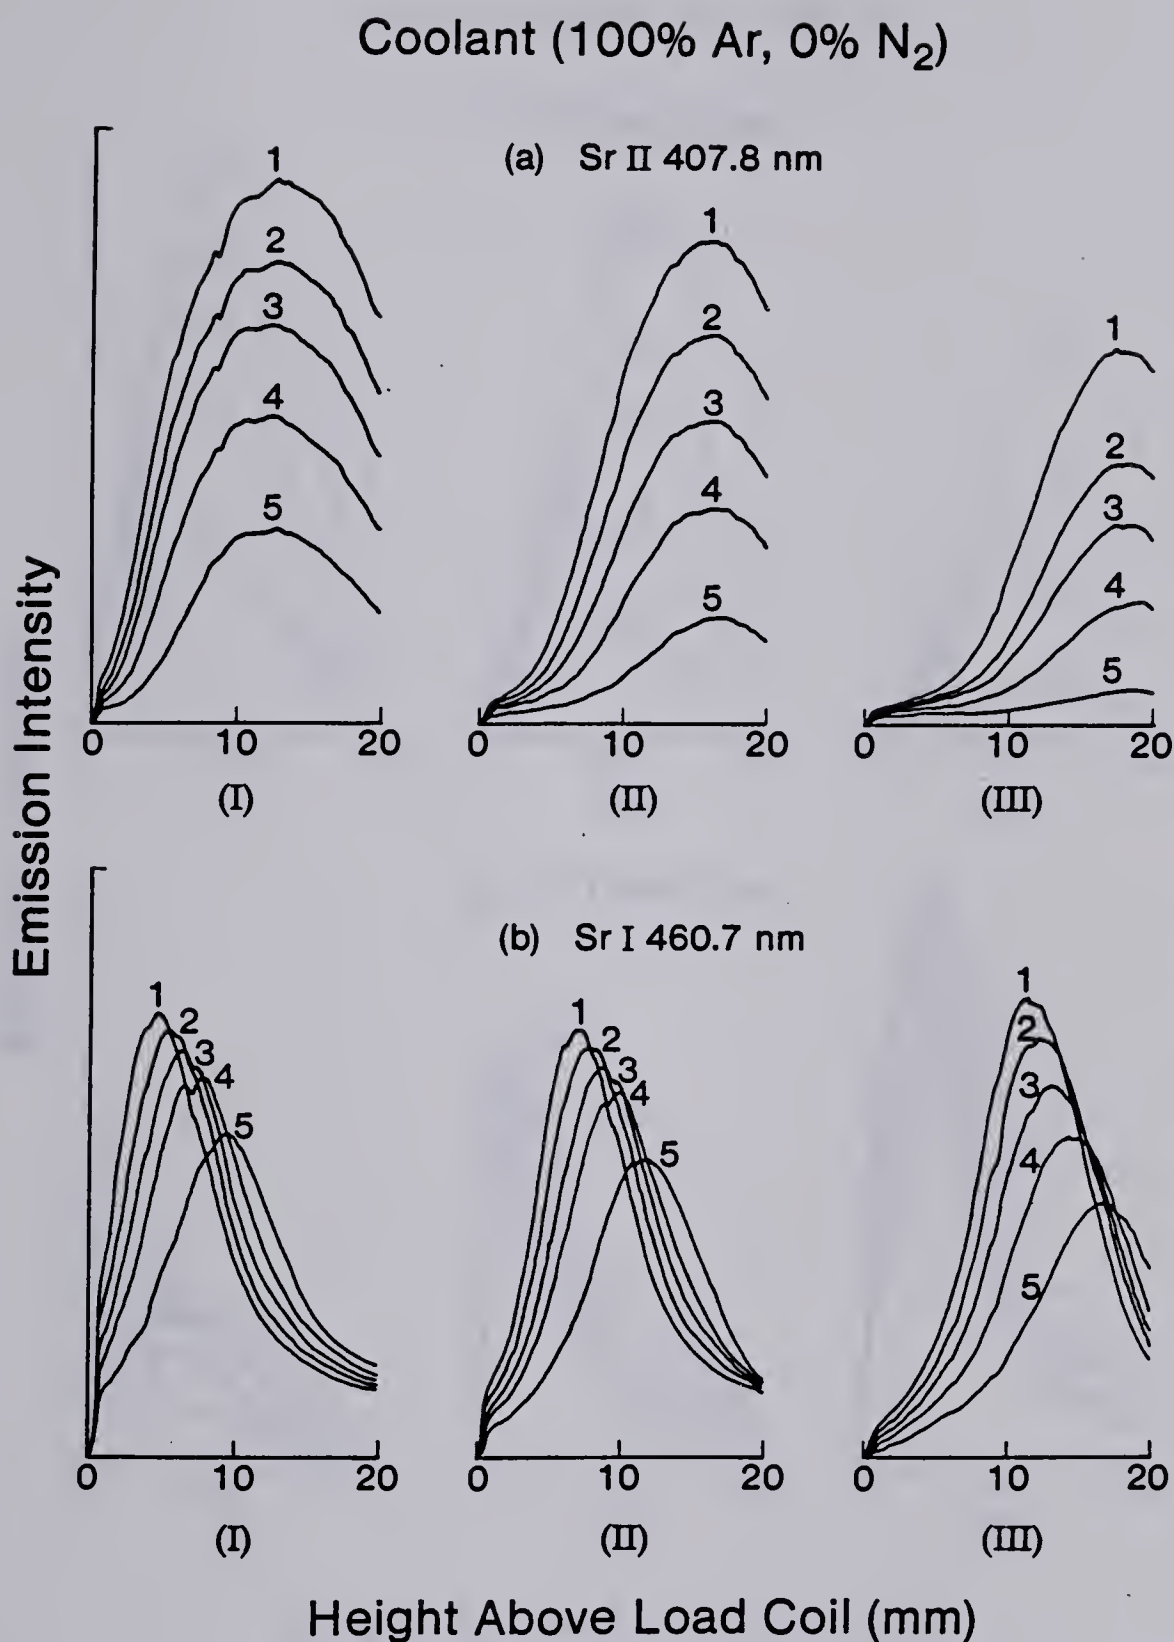 Coolant (100% Ar, 0% N₂)
(a) Sr II 407.8 nm
1
2
3
4
5
0 10 20
(I)
1
2
3
4
5
0 10 20
(II)
1
2
3
4
5
0 10 20
(III)
Emission Intensity
(b) Sr I 460.7 nm
1
2
3
4
5
0 10 20
(I)
1
2
3
4
5
0 10 20
(II)
1
2
3
4
5
0 10 20
(III)
Height Above Load Coil (mm)